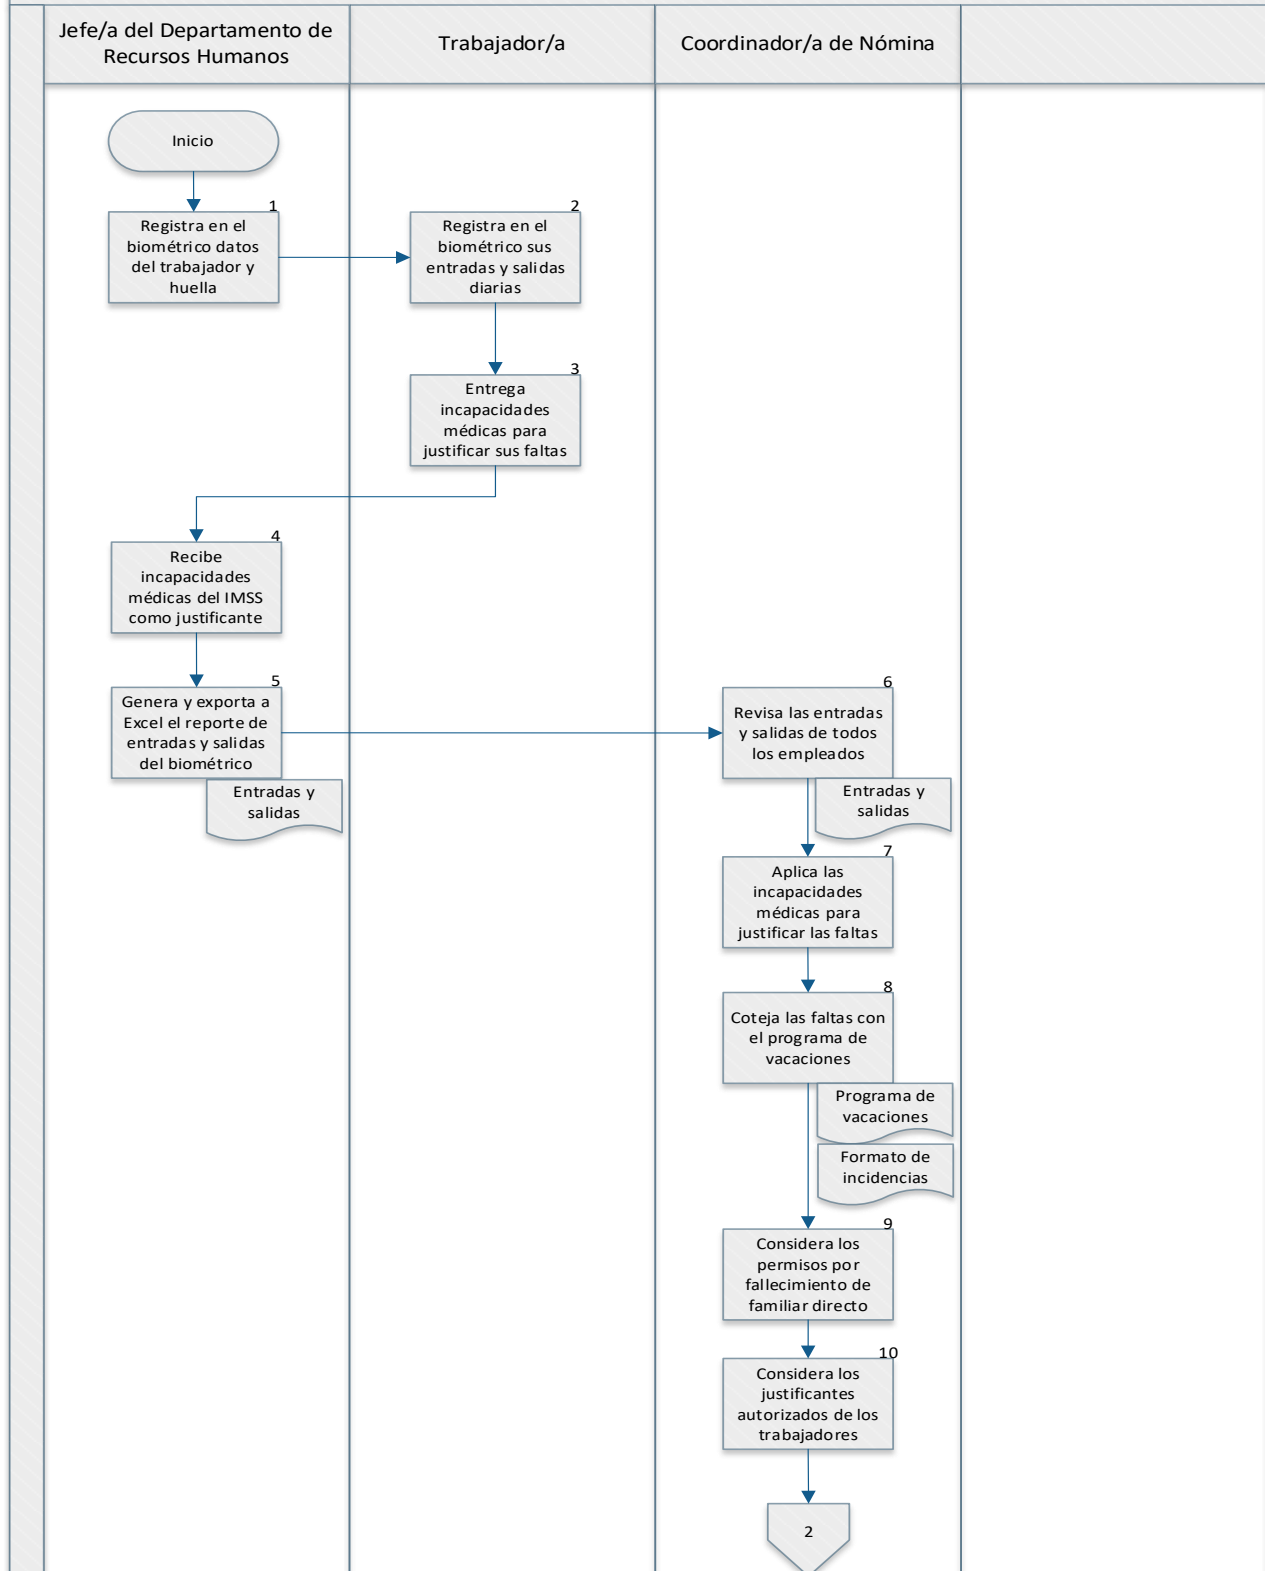 Jefe/a del Departamento de
Recursos Humanos
Trabajador/a
Coordinador/a de Nómina
Inicio
1
Registra en el
biométrico datos
del trabajador y
huella
2
Registra en el
biométrico sus
entradas y salidas
diarias
3
Entrega
incapacidades
médicas para
justificar sus faltas
4
Recibe
incapacidades
médicas del IMSS
como justificante
5
Genera y exporta a
Excel el reporte de
entradas y salidas
del biométrico
Entradas y
salidas
6
Revisa las entradas
y salidas de todos
los empleados
Entradas y
salidas
7
Aplica las
incapacidades
médicas para
justificar las faltas
8
Coteja las faltas con
el programa de
vacaciones
Programa de
vacaciones
Formato de
incidencias
9
Considera los
permisos por
fallecimiento de
familiar directo
10
Considera los
justificantes
autorizados de los
trabajadores
2